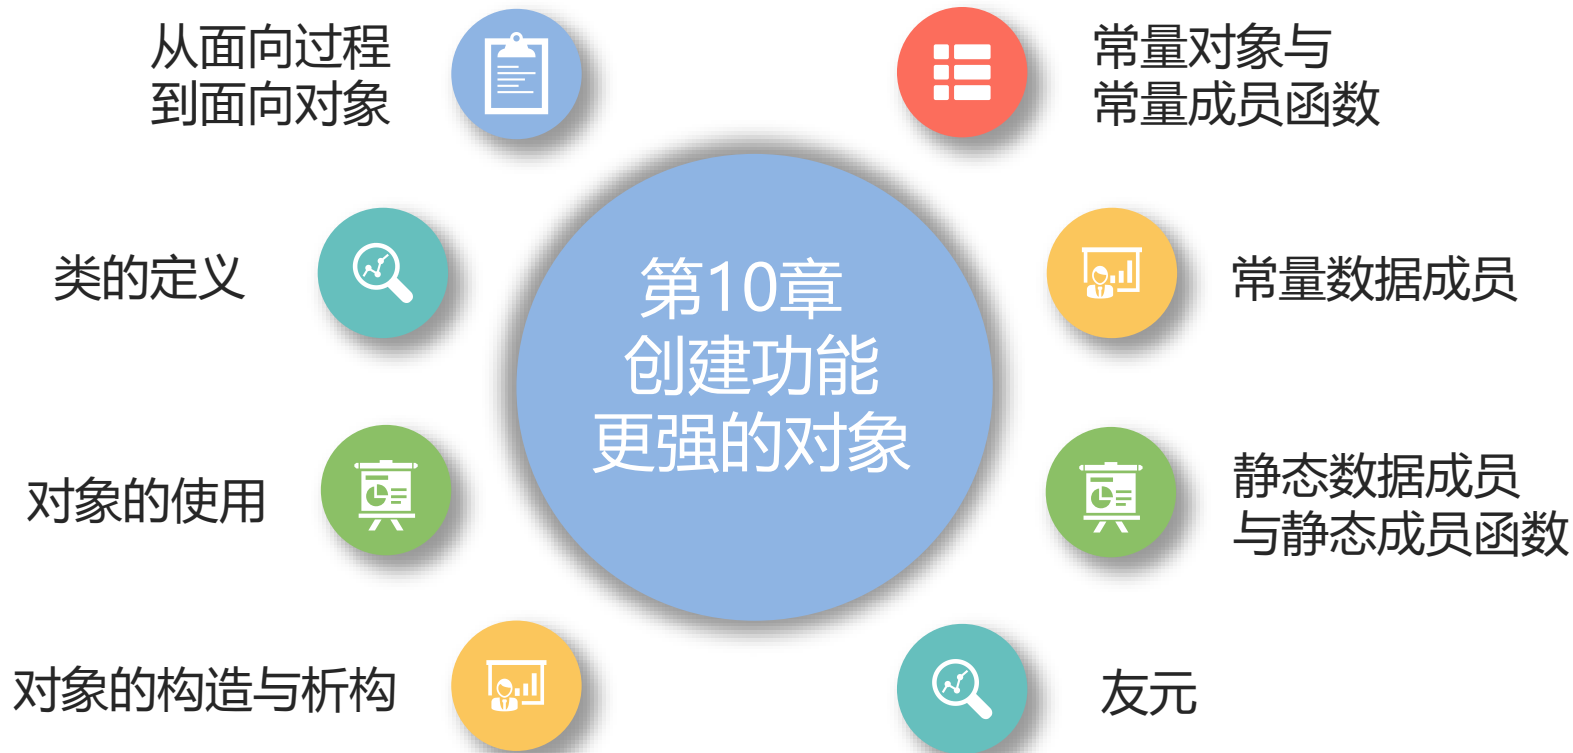 从面向过程
到面向对象
类的定义
对象的使用
对象的构造与析构
第10章
创建功能
更强的对象
常量对象与
常量成员函数
常量数据成员
静态数据成员
与静态成员函数
友元